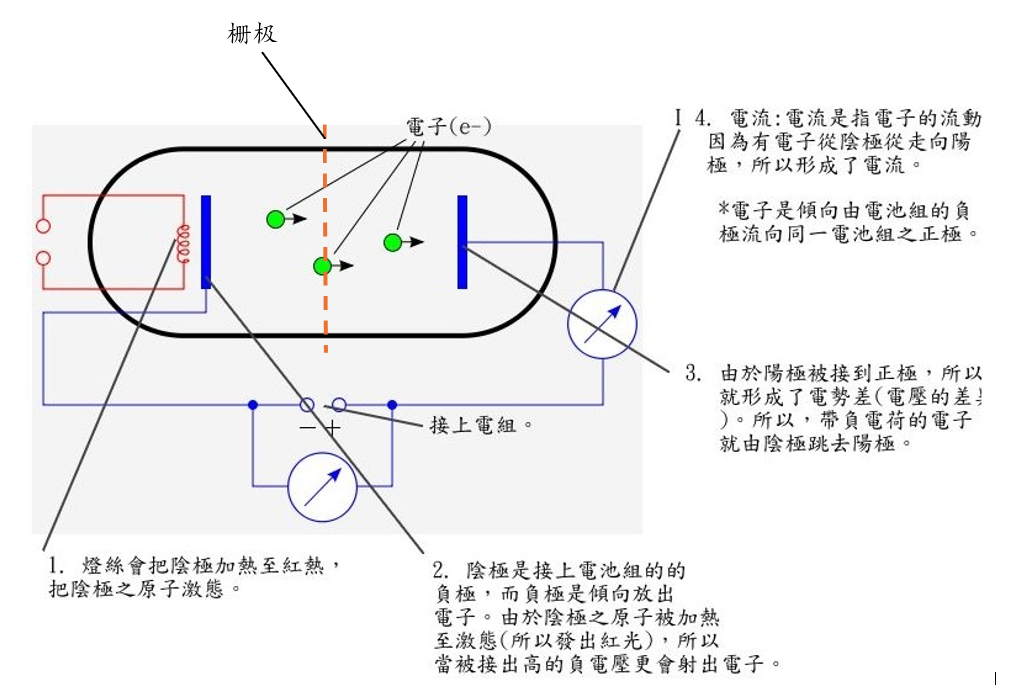 栅极
電子(e-)
I 4. 電流:電流是指電子的流動
因為有電子從陰極從走向陽
極，所以形成了電流。
*電子是傾向由電池組的負
極流向同一電池組之正極。
3. 由於陽極被接到正極，所以
就形成了電勢差(電壓的差
)。所以，帶負電荷的電子
就由陰極跳去陽極。
接上電組。
− +
1. 燈絲會把陰極加熱至紅熱，
把陰極之原子激態。
2. 陰極是接上電池組的的
負極，而負極是傾向放出
電子。由於陰極之原子被加熱
至激態(所以發出紅光)，所以
當被接出高的負電壓更會射出電子。